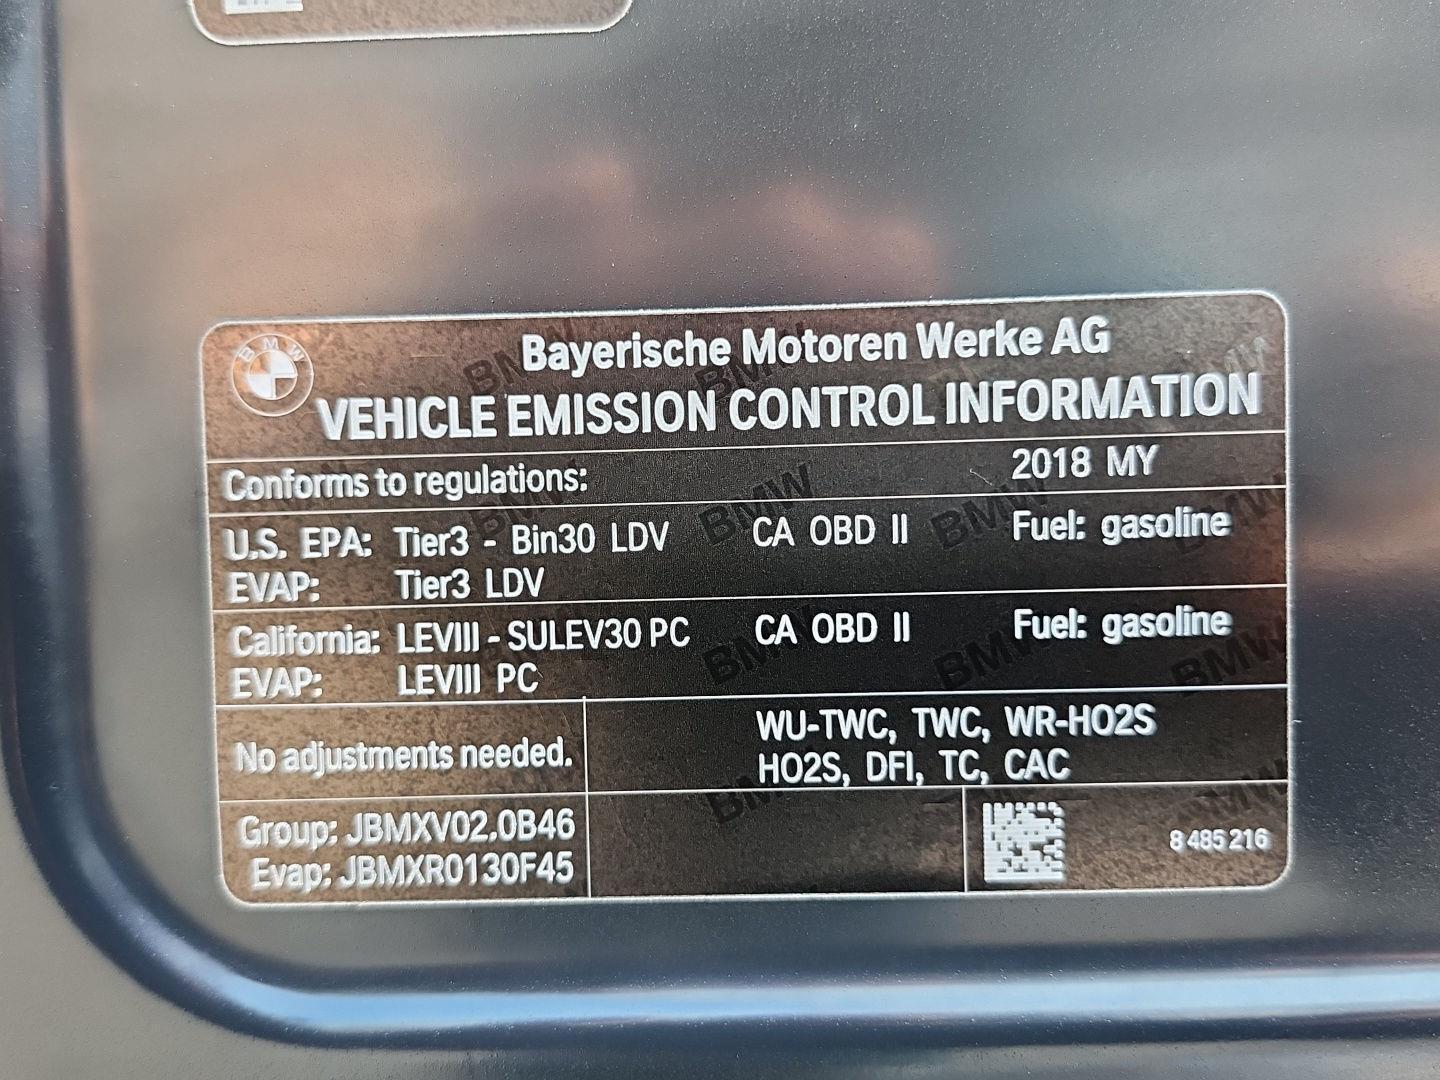 BMW
Bayerische Motoren Werke AG
VEHICLE EMISSION CONTROL INFORMATION
Conforms to regulations: 2018 MY
U.S. EPA: Tier3 - Bin30 LDV CA OBD II Fuel: gasoline
EVAP: Tier3 LDV
California: LEVIII - SULEV30 PC CA OBD II Fuel: gasoline
EVAP: LEVIII PC
No adjustments needed.
WU-TWC, TWC, WR-HO2S
HO2S, DFI, TC, CAC
Group: JBMXV02.0B46
Evap: JBMXR0130F45
8 485 216